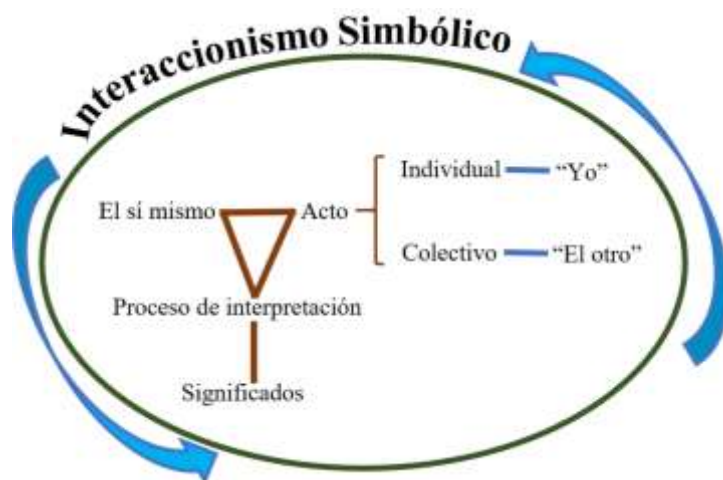 Interaccionismo Simbólico
Individual
“Yo”
El sí mismo
Acto
Colectivo
“El otro”
Proceso de interpretación
Significados